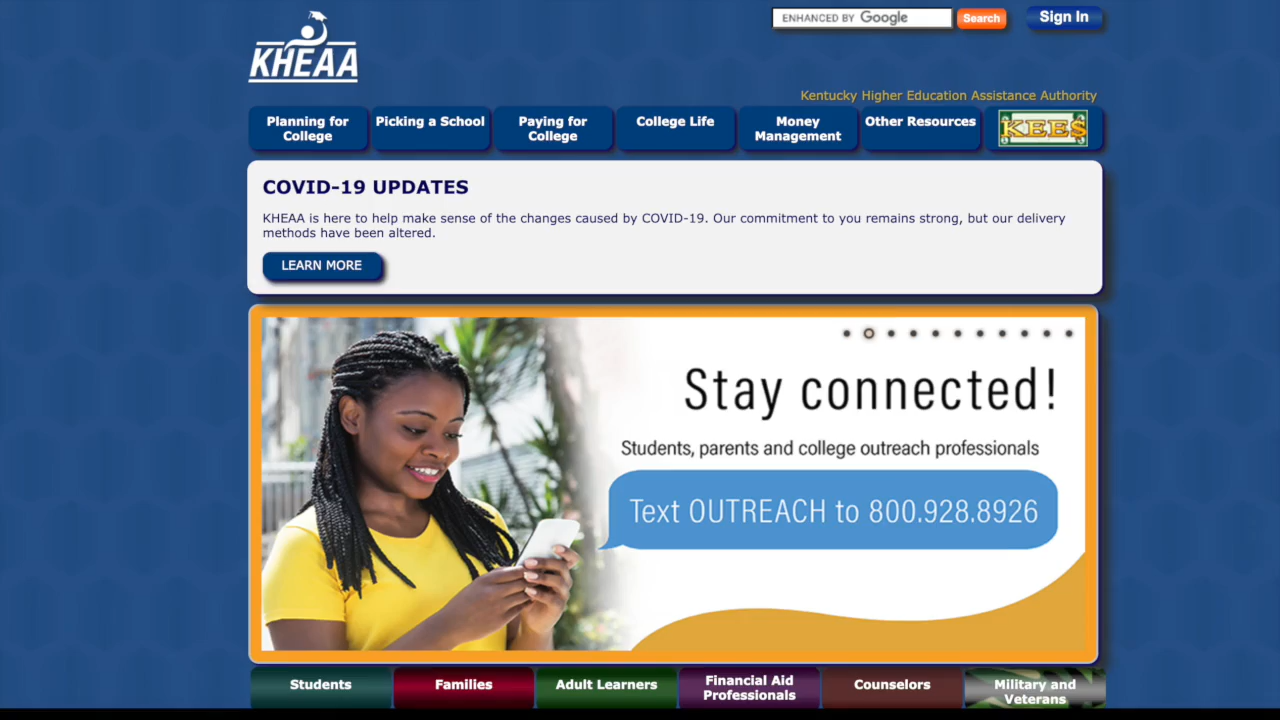 KHEAA
ENHANCED BY Google
Search
Sign In
Kentucky Higher Education Assistance Authority
Planning for
College
Picking a School
Paying for
College
College Life
Money
Management
Other Resources
KEES
COVID-19 UPDATES
KHEAA is here to help make sense of the changes caused by COVID-19. Our commitment to you remains strong, but our delivery
methods have been altered.
LEARN MORE
Stay connected!
Students, parents and college outreach professionals
Text OUTREACH to 800.928.8926
Students
Families
Adult Learners
Financial Aid
Professionals
Counselors
Military and
Veterans